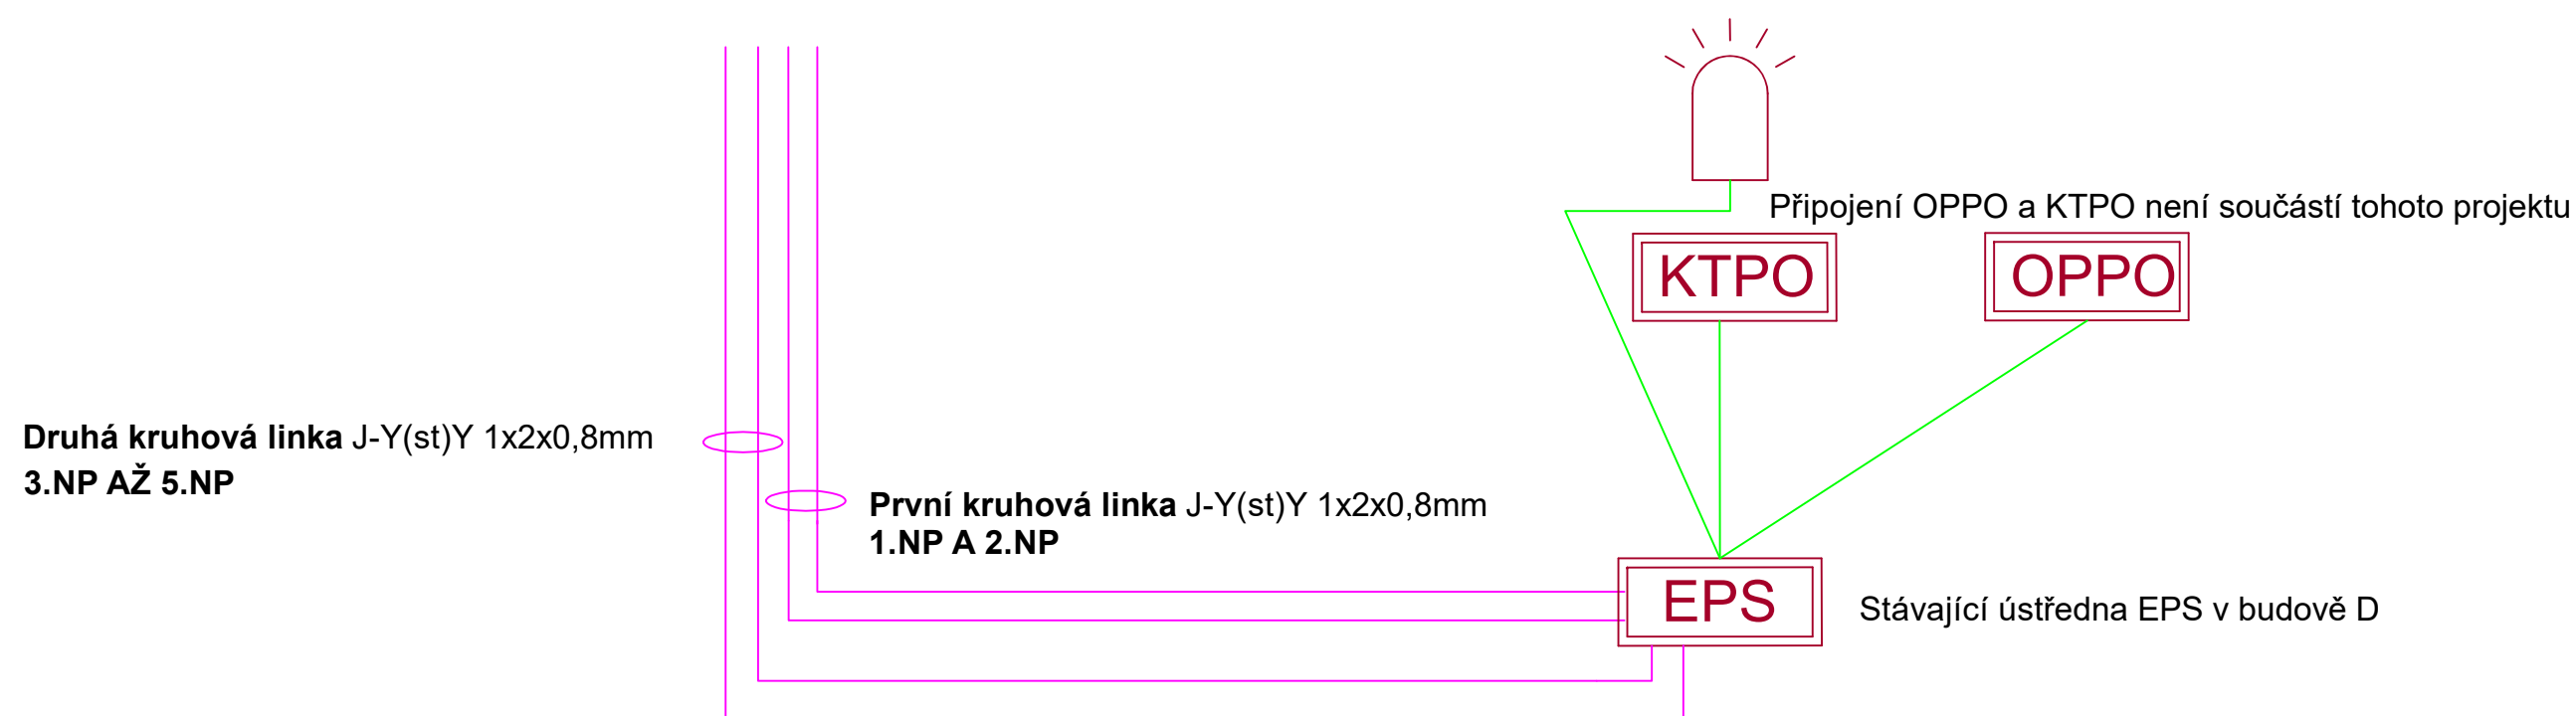 Připojení OPPO a KTPO není součástí tohoto projektu
KTPO
OPPO
Druhá kruhová linka J-Y(st)Y 1x2x0,8mm
3.NP AŽ 5.NP
První kruhová linka J-Y(st)Y 1x2x0,8mm
1.NP A 2.NP
EPS
Stávající ústředna EPS v budově D